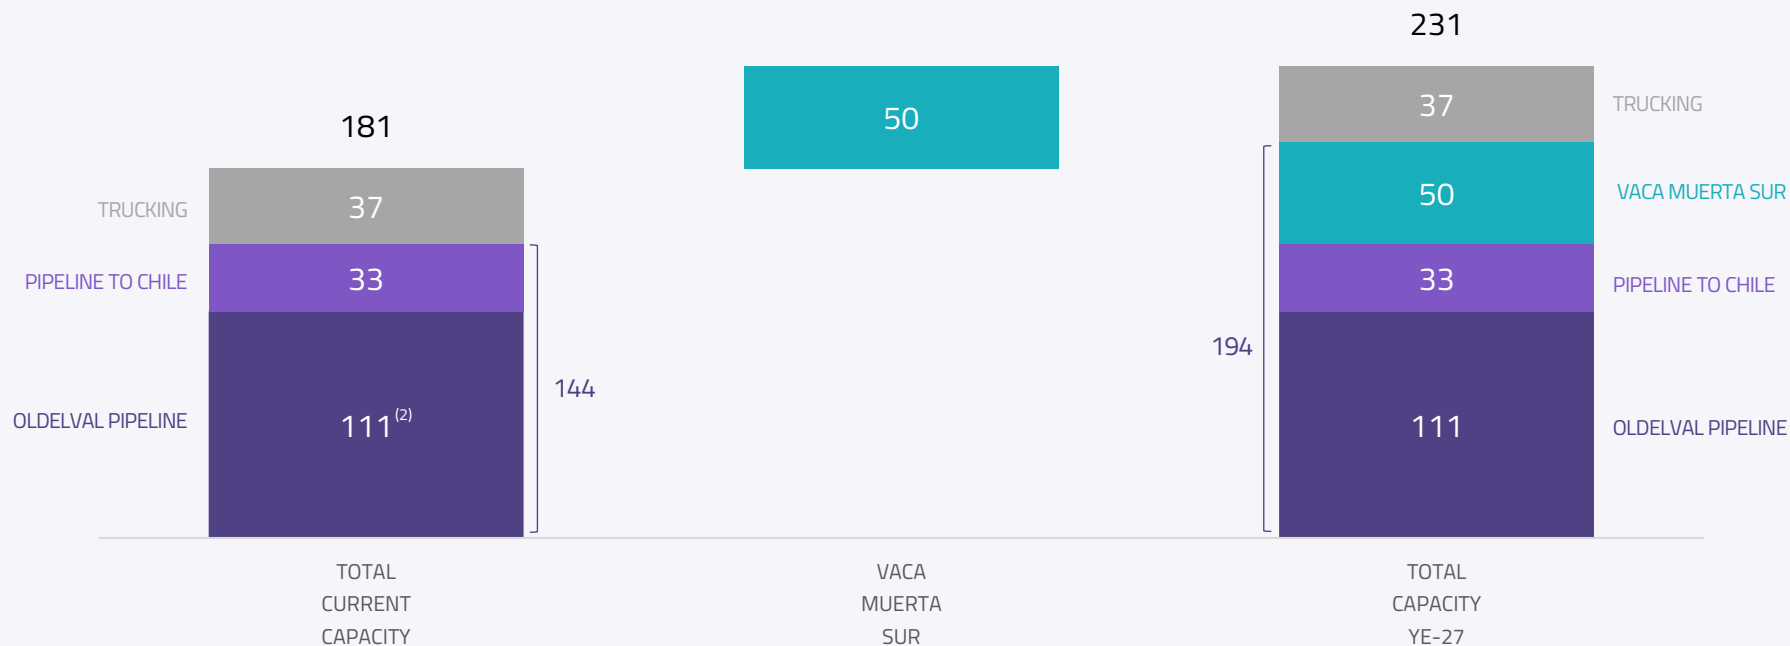 181
TRUCKING
37
PIPELINE TO CHILE
33
OLDELVAL PIPELINE
111(2)
144
TOTAL
CURRENT
CAPACITY
50
VACA
MUERTA
SUR
231
37
TRUCKING
50
VACA MUERTA SUR
33
PIPELINE TO CHILE
194
111
OLDELVAL PIPELINE
TOTAL
CAPACITY
YE-27